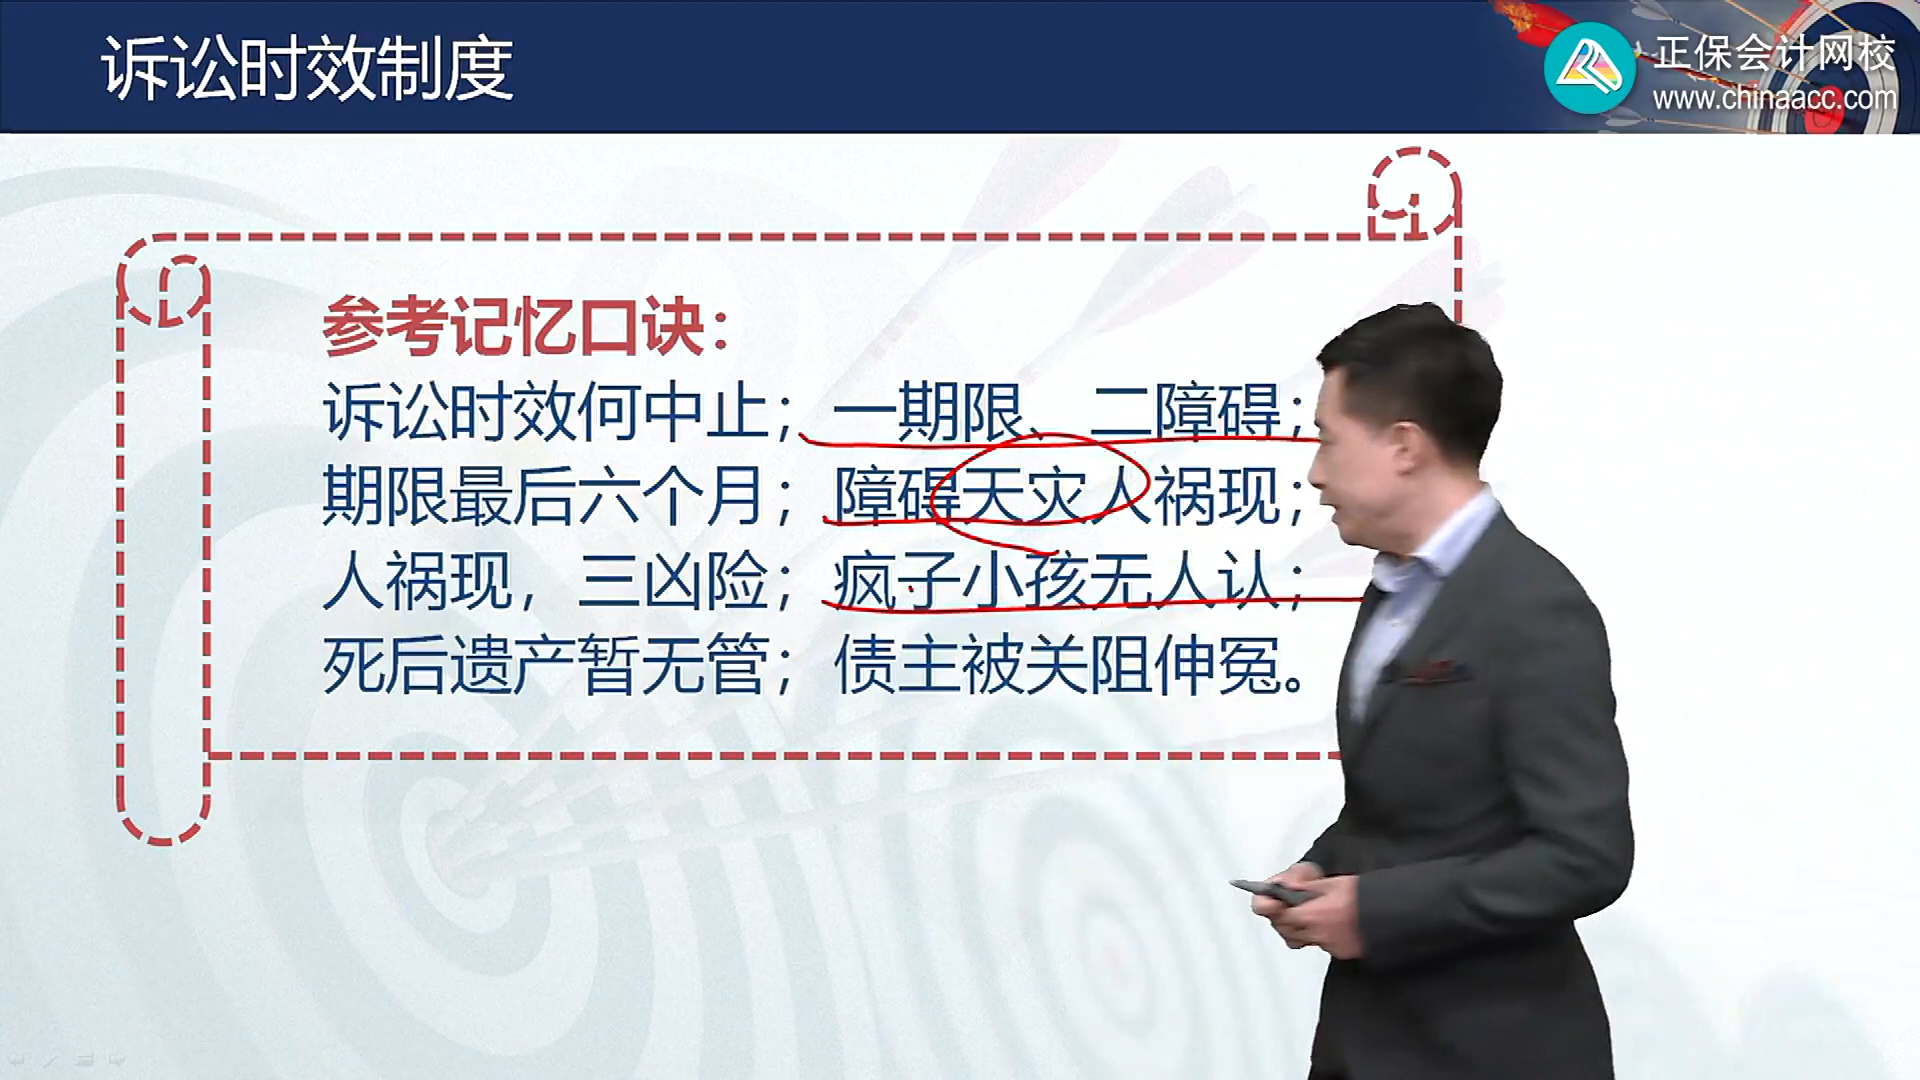 诉讼时效制度
正保会计网校
www.chinaacc.com
参考记忆口诀：
诉讼时效何中止；一期限、二障碍；
期限最后六个月；障碍天灾人祸现；
人祸现，三凶险；疯子小孩无人认；
死后遗产暂无管；债主被关阻伸冤。